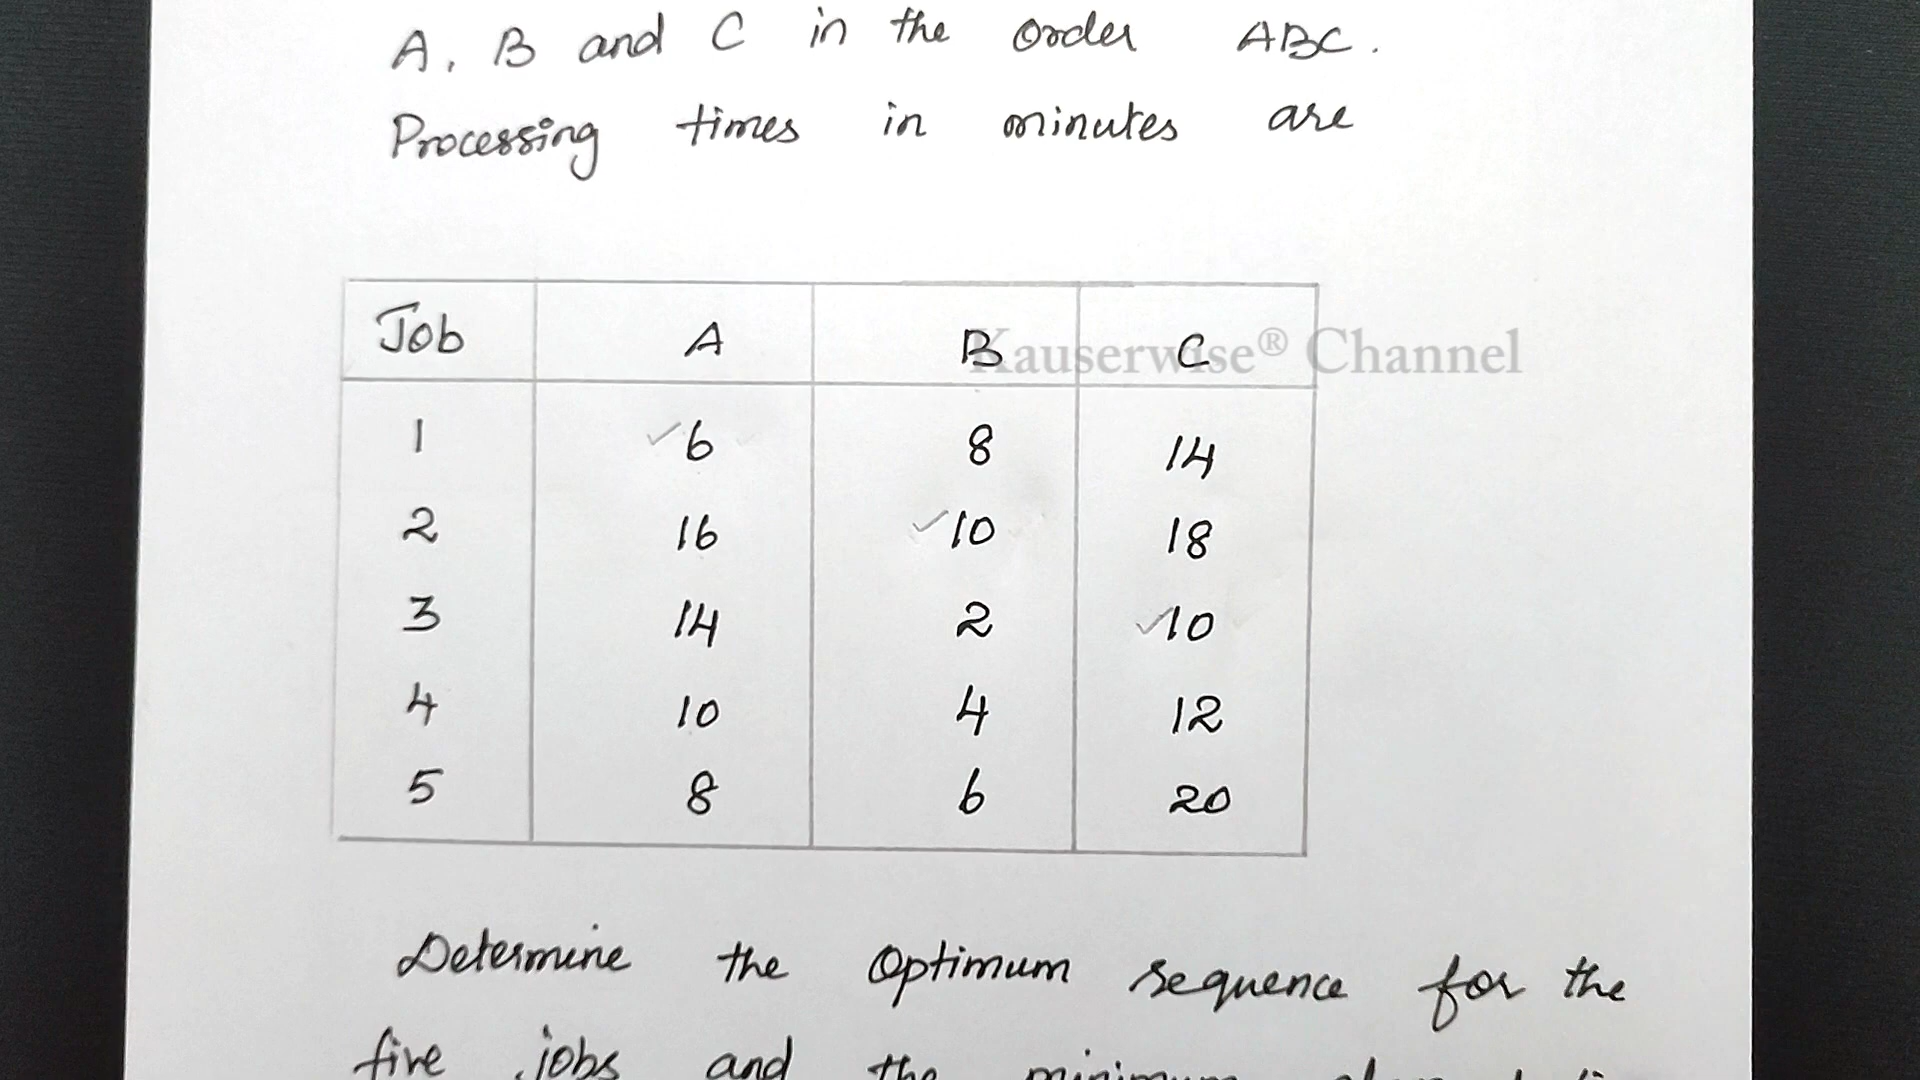 A, B and C in the order ABC.
Processing times in minutes are
Kauserwise® Channel
Job A B C
1 6 8 14
2 16 10 18
3 14 2 10
4 10 4 12
5 8 6 20
Determine the Optimum sequence for the
five jobs and the minimum